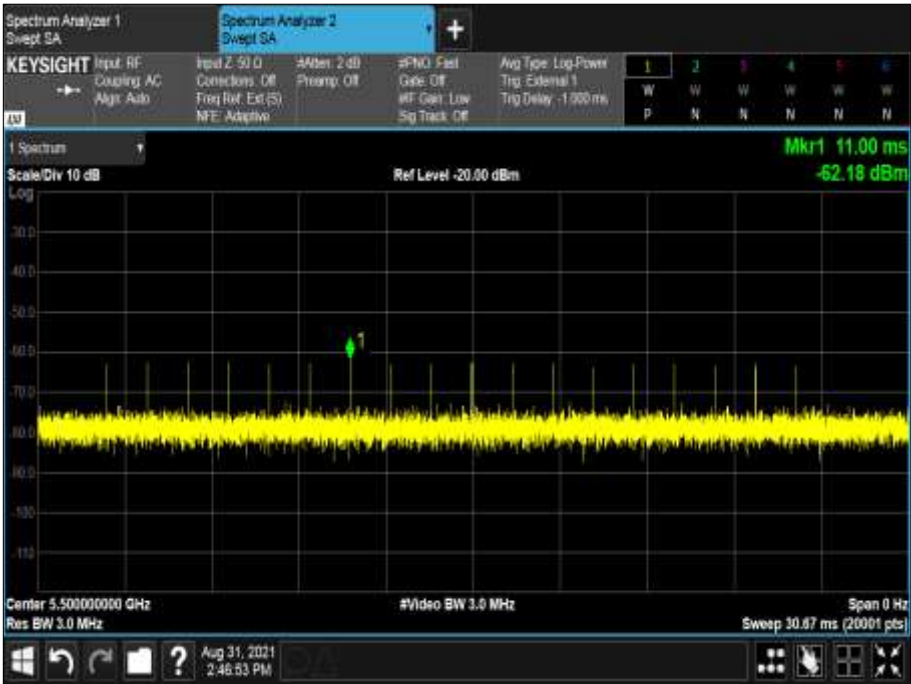 Spectrum Analyzer 1
Swept SA
Spectrum Analyzer 2
Swept SA
+
KEYSIGHT
Input: RF
Coupling: AC
Align: Auto
Input Z: 50 Ω
Corrections: Off
Freq Ref: Ext (S)
NFE: Adaptive
#Atten: 2 dB
Preamp: Off
#PNO: Fast
Gate: Off
#IF Gain: Low
Sig Track: Off
Avg Type: Log-Power
Trig: External 1
Trig Delay: -1.000 ms
1 2 3 4 5 6
W W W W W W
P N N N N N
1 Spectrum
Mkr1 11.00 ms
Scale/Div 10 dB
Ref Level -20.00 dBm
-62.18 dBm
Log
-30.0
-40.0
-50.0
1
-60.0
-70.0
-80.0
-90.0
-100
-110
Center 5.500000000 GHz
#Video BW 3.0 MHz
Span 0 Hz
Res BW 3.0 MHz
Sweep 30.67 ms (20001 pts)
?
Aug 31, 2021
2:46:53 PM